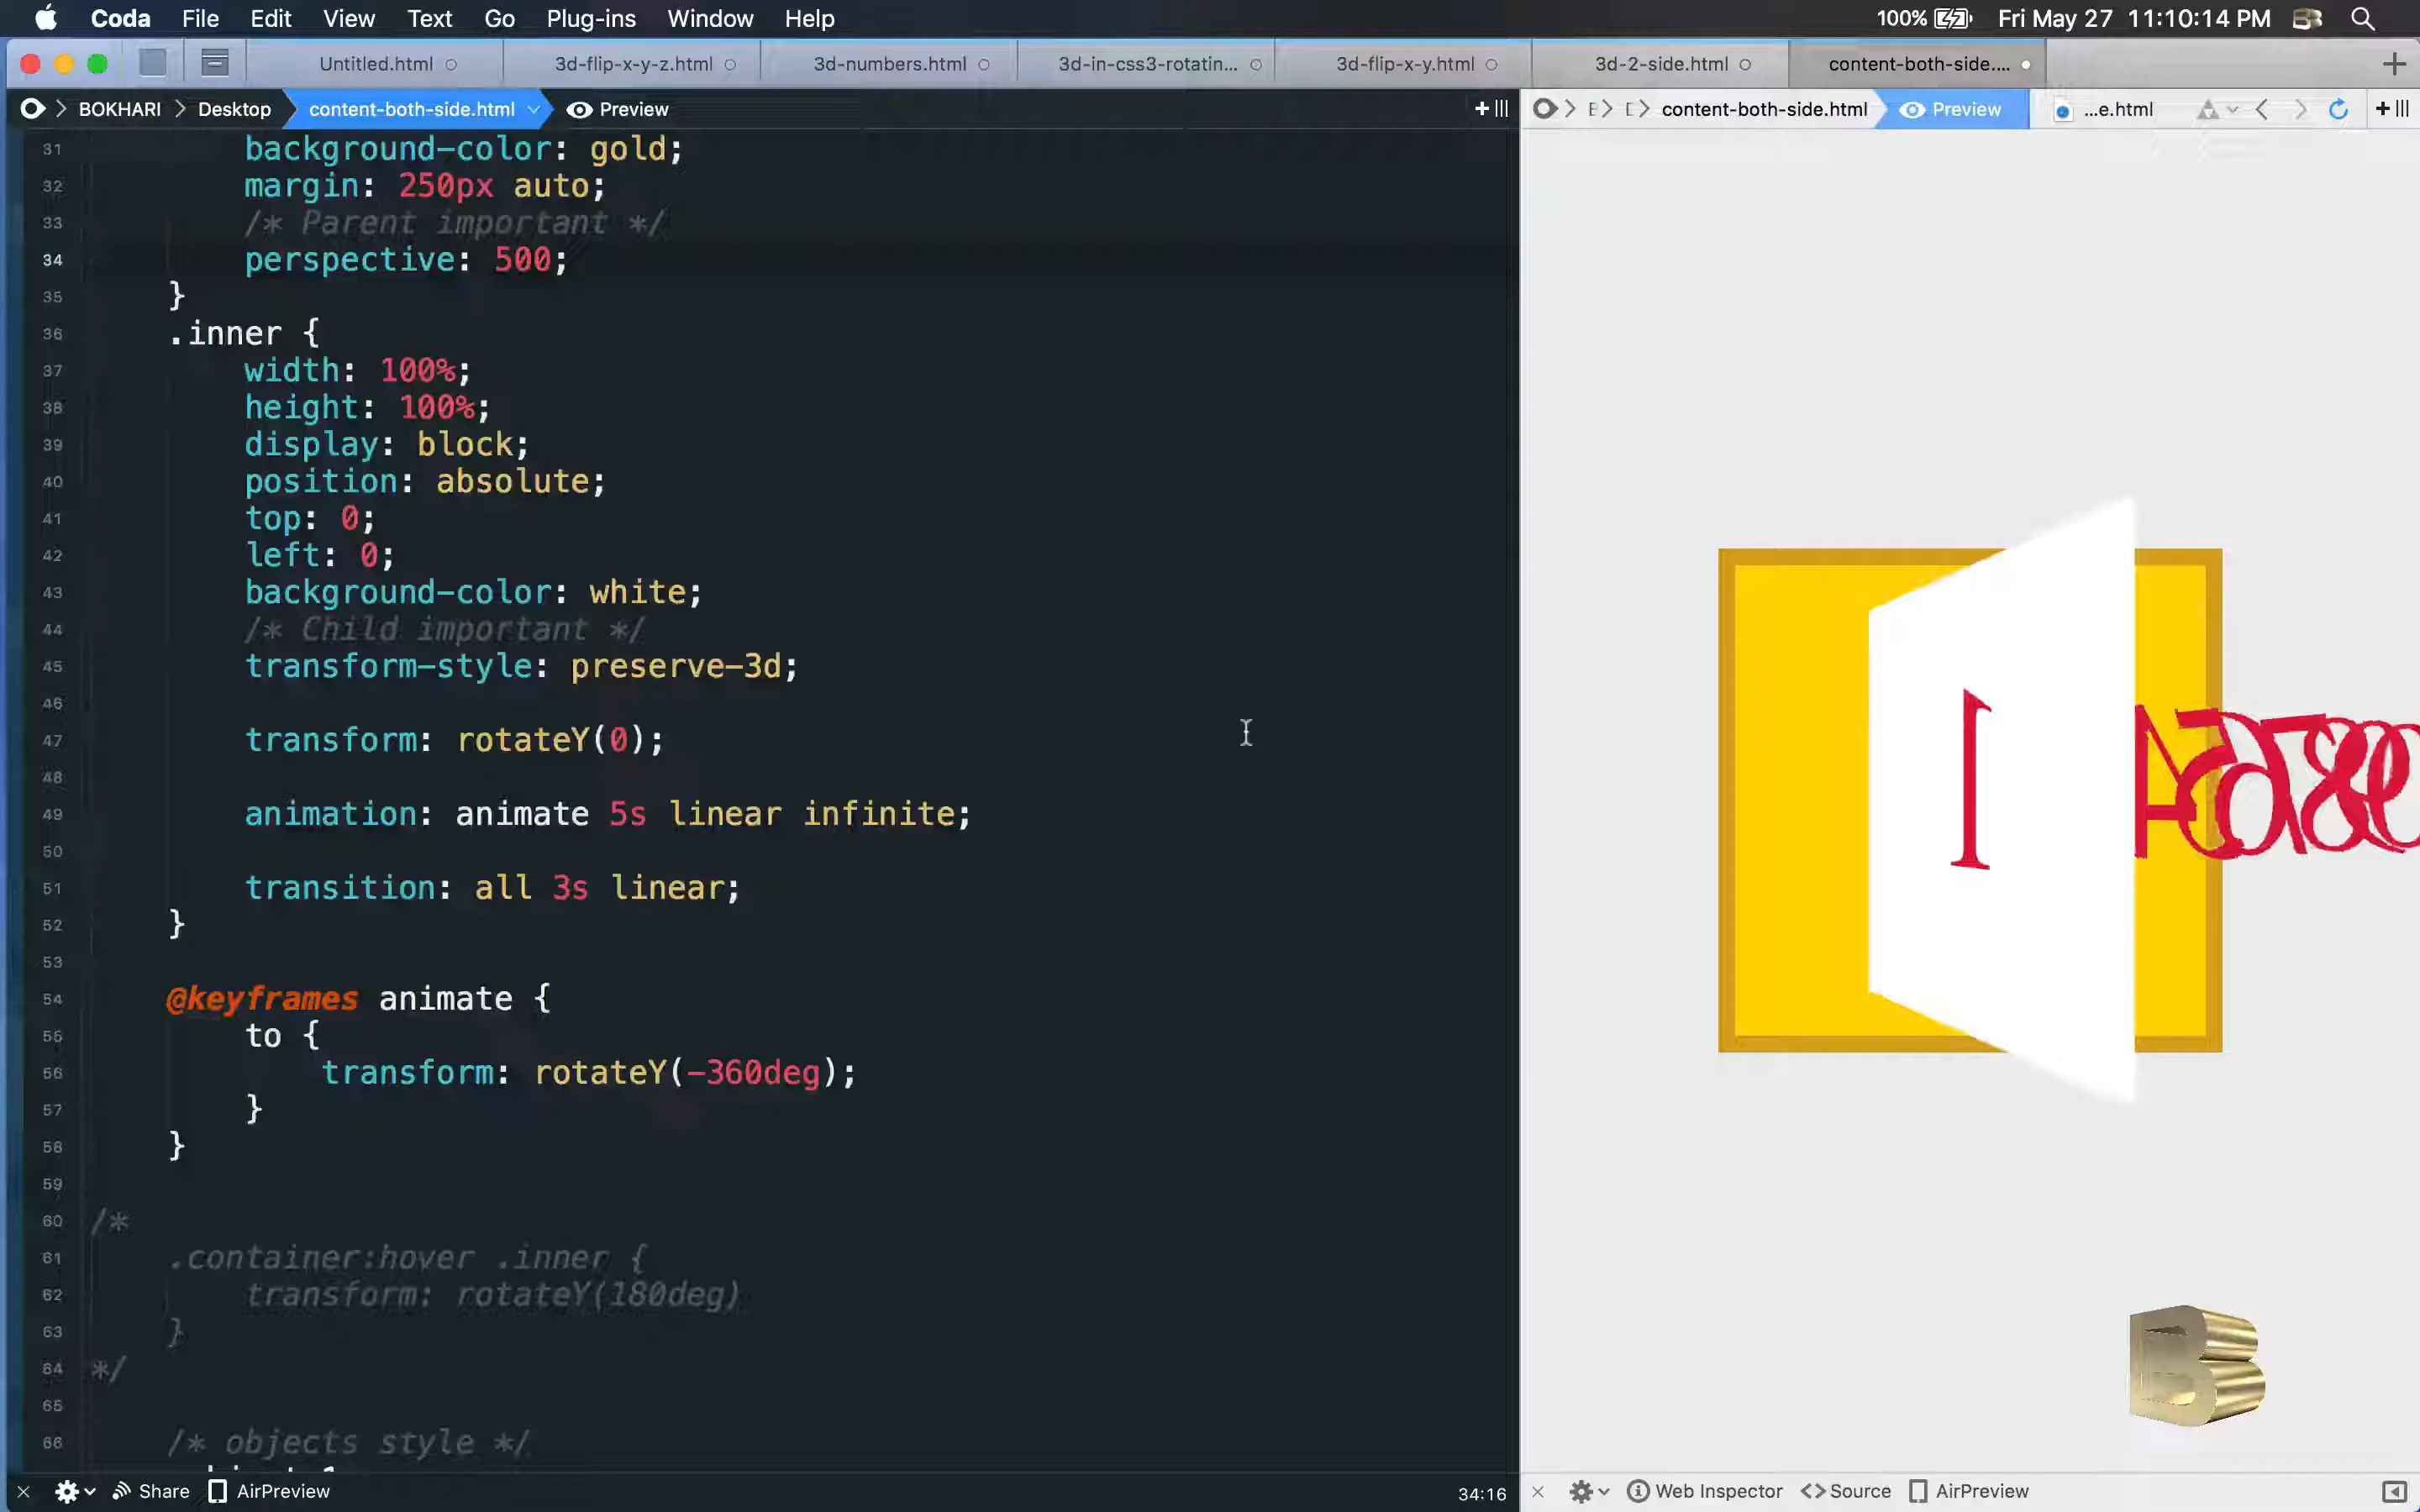 Coda File Edit View Text Go Plug-ins Window Help 100% Fri May 27 11:10:14 PM
Untitled.html 3d-flip-x-y-z.html 3d-numbers.html 3d-in-css3-rotatin... 3d-flip-x-y.html 3d-2-side.html content-both-side....
BOKHARI Desktop content-both-side.html Preview
content-both-side.html Preview ...e.html
31 background-color: gold;
32 margin: 250px auto;
33 /* Parent important */
34 perspective: 500;
35 }
36 .inner {
37 width: 100%;
38 height: 100%;
39 display: block;
40 position: absolute;
41 top: 0;
42 left: 0;
43 background-color: white;
44 /* Child important */
45 transform-style: preserve-3d;
46
47 transform: rotateY(0);
48
49 animation: animate 5s linear infinite;
50
51 transition: all 3s linear;
52 }
53
54 @keyframes animate {
55 to {
56 transform: rotateY(-360deg);
57 }
58 }
59
60 /*
61 .container:hover .inner {
62 transform: rotateY(180deg)
63 }
64 */
65
66 /* objects style */
1
B
Share AirPreview 34:16
Web Inspector Source AirPreview